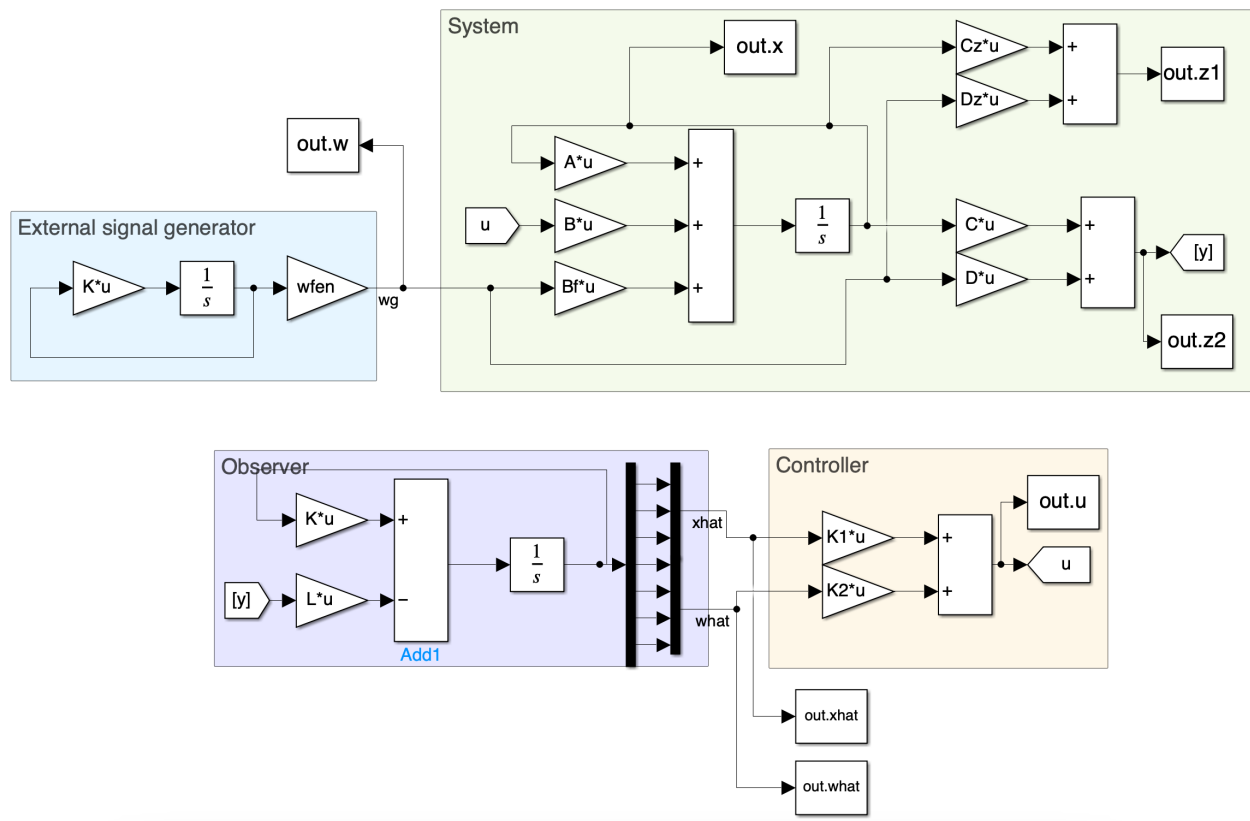 System
out.x
Cz*u
+
out.z1
Dz*u
+
out.w
A*u
+
External signal generator
u
B*u
+
1
s
C*u
+
[y]
K*u
1
s
wfen
wg
Bf*u
+
D*u
+
out.z2
Observer
Controller
K*u
+
xhat
out.u
K1*u
+
1
s
u
[y]
L*u
−
K2*u
+
what
Add1
out.xhat
out.what